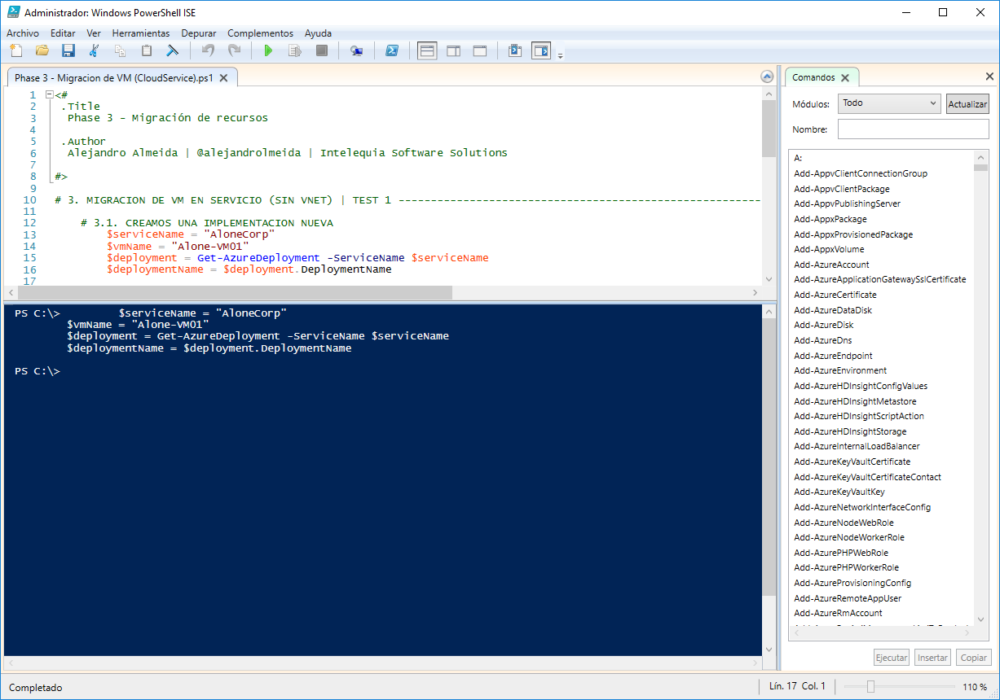 Administrador: Windows PowerShell ISE
Archivo Editar Ver Herramientas Depurar Complementos Ayuda
Phase 3 - Migracion de VM (CloudService).ps1
1 <#
2 .Title
3 Phase 3 - Migración de recursos
4
5 .Author
6 Alejandro Almeida | @alejandrolmeida | Intelequia Software Solutions
7
8 #>
9
10 # 3. MIGRACION DE VM EN SERVICIO (SIN VNET) | TEST 1 --------------------------------------------------------
11
12 # 3.1. CREAMOS UNA IMPLEMENTACION NUEVA
13 $serviceName = "AloneCorp"
14 $vmName = "Alone-VM01"
15 $deployment = Get-AzureDeployment -ServiceName $serviceName
16 $deploymentName = $deployment.DeploymentName
17
PS C:\> $serviceName = "AloneCorp"
$vmName = "Alone-VM01"
$deployment = Get-AzureDeployment -ServiceName $serviceName
$deploymentName = $deployment.DeploymentName
PS C:\>
Comandos
Módulos: Todo Actualizar
Nombre:
A:
Add-AppvClientConnectionGroup
Add-AppvClientPackage
Add-AppvPublishingServer
Add-AppxPackage
Add-AppxProvisionedPackage
Add-AppxVolume
Add-AzureAccount
Add-AzureApplicationGatewaySslCertificate
Add-AzureCertificate
Add-AzureDataDisk
Add-AzureDisk
Add-AzureDns
Add-AzureEndpoint
Add-AzureEnvironment
Add-AzureHDInsightConfigValues
Add-AzureHDInsightMetastore
Add-AzureHDInsightScriptAction
Add-AzureHDInsightStorage
Add-AzureInternalLoadBalancer
Add-AzureKeyVaultCertificate
Add-AzureKeyVaultCertificateContact
Add-AzureKeyVaultKey
Add-AzureNetworkInterfaceConfig
Add-AzureNodeWebRole
Add-AzureNodeWorkerRole
Add-AzurePHPWebRole
Add-AzurePHPWorkerRole
Add-AzureProvisioningConfig
Add-AzureRemoteAppUser
Add-AzureRmAccount
Ejecutar Insertar Copiar
Completado
Lín. 17 Col. 1
110 %